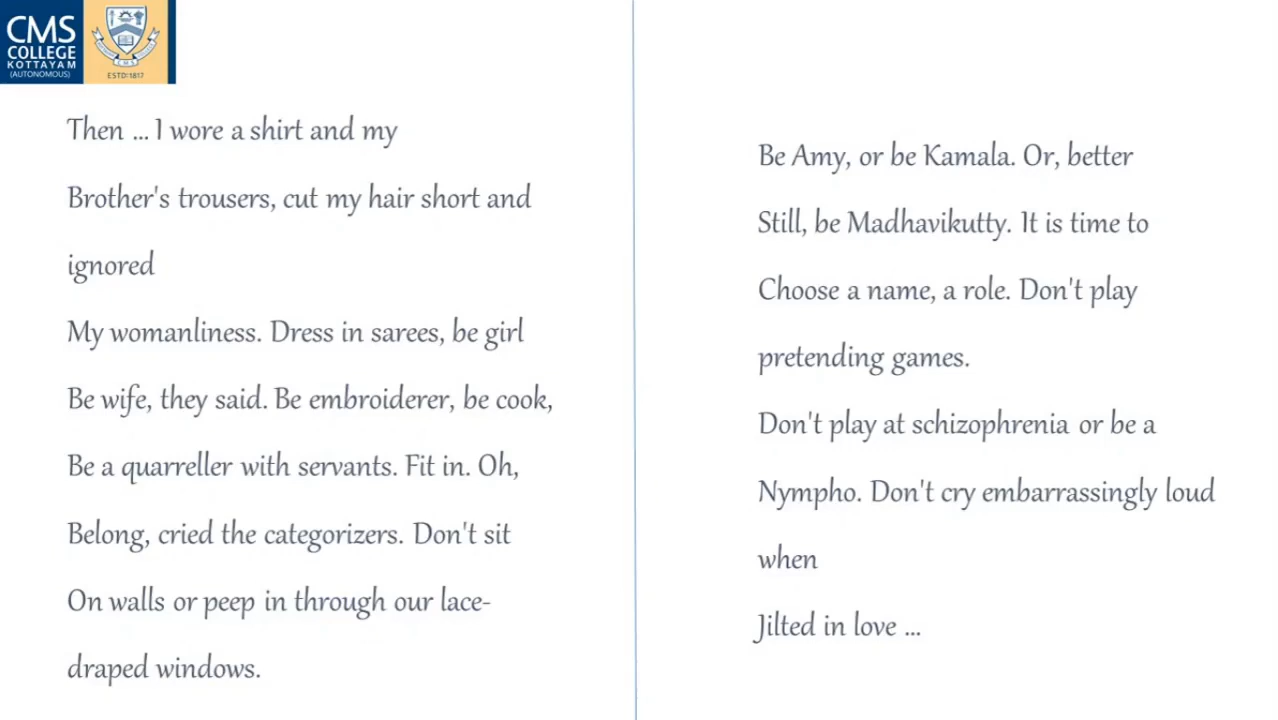 CMS
COLLEGE
KOTTAYAM
(AUTONOMOUS)
CMS
ESTD:1817
Then ... I wore a shirt and my
Brother's trousers, cut my hair short and
ignored
My womanliness. Dress in sarees, be girl
Be wife, they said. Be embroiderer, be cook,
Be a quarreller with servants. Fit in. Oh,
Belong, cried the categorizers. Don't sit
On walls or peep in through our lace-
draped windows.
Be Amy, or be Kamala. Or, better
Still, be Madhavikutty. It is time to
Choose a name, a role. Don't play
pretending games.
Don't play at schizophrenia or be a
Nympho. Don't cry embarrassingly loud
when
Jilted in love ...